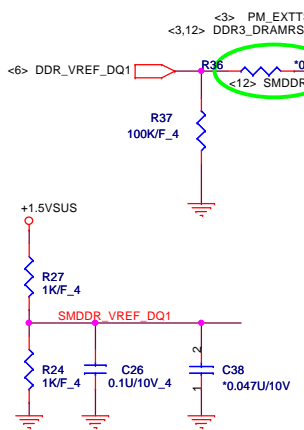 <3> PM_EXTT
<3,12> DDR3_DRAMRS
<6> DDR_VREF_DQ1
R36
*0
<12> SMDDR
R37
100K/F_4
+1.5VSUS
R27
1K/F_4
SMDDR_VREF_DQ1
R24
1K/F_4
C26
0.1U/10V_4
2
1
C38
*0.047U/10V